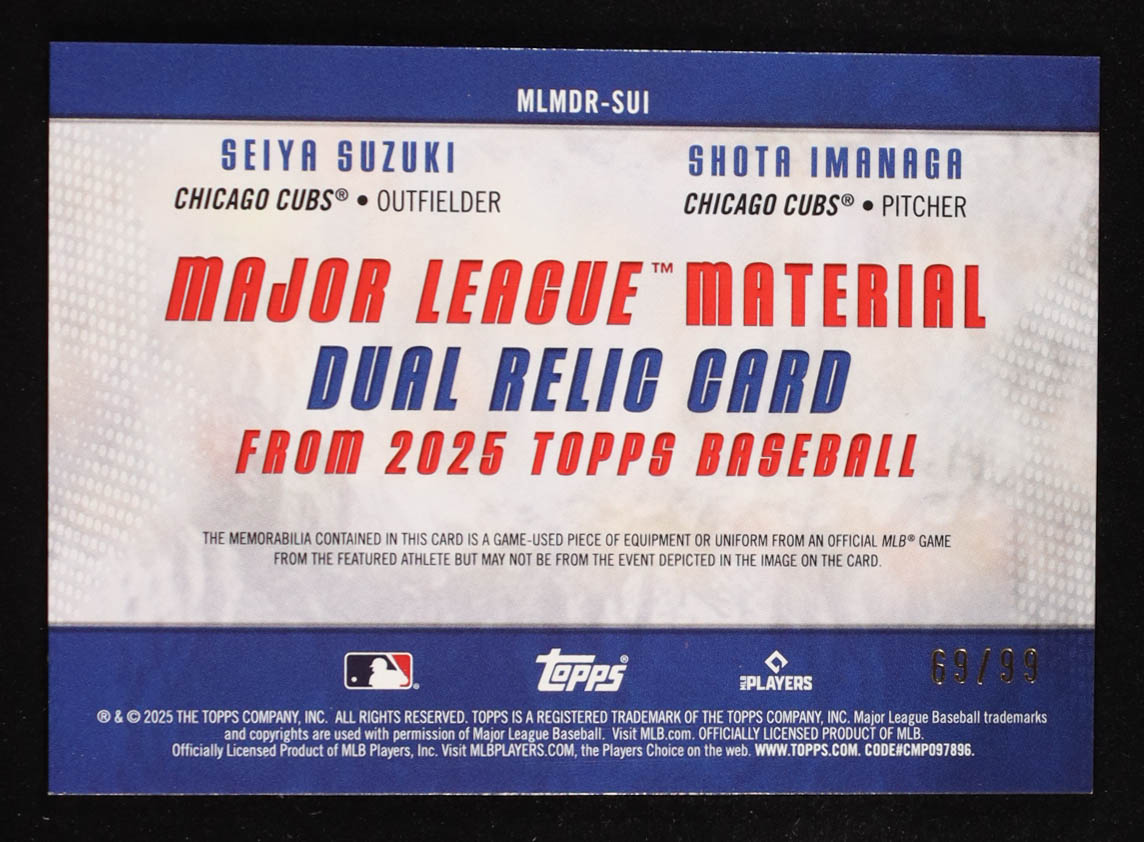 MLMDR-SUI
SEIYA SUZUKI
CHICAGO CUBS® • OUTFIELDER
SHOTA IMANAGA
CHICAGO CUBS® • PITCHER
MAJOR LEAGUE™ MATERIAL
DUAL RELIC CARD
FROM 2025 TOPPS BASEBALL
THE MEMORABILIA CONTAINED IN THIS CARD IS A GAME-USED PIECE OF EQUIPMENT OR UNIFORM FROM AN OFFICIAL MLB® GAME
FROM THE FEATURED ATHLETE BUT MAY NOT BE FROM THE EVENT DEPICTED IN THE IMAGE ON THE CARD.
topps®
MLB PLAYERS
69/99
® & © 2025 THE TOPPS COMPANY, INC. ALL RIGHTS RESERVED. TOPPS IS A REGISTERED TRADEMARK OF THE TOPPS COMPANY, INC. Major League Baseball trademarks
and copyrights are used with permission of Major League Baseball. Visit MLB.com. OFFICIALLY LICENSED PRODUCT OF MLB.
Officially Licensed Product of MLB Players, Inc. Visit MLBPLAYERS.COM, the Players Choice on the web. WWW.TOPPS.COM. CODE#CMP097896.